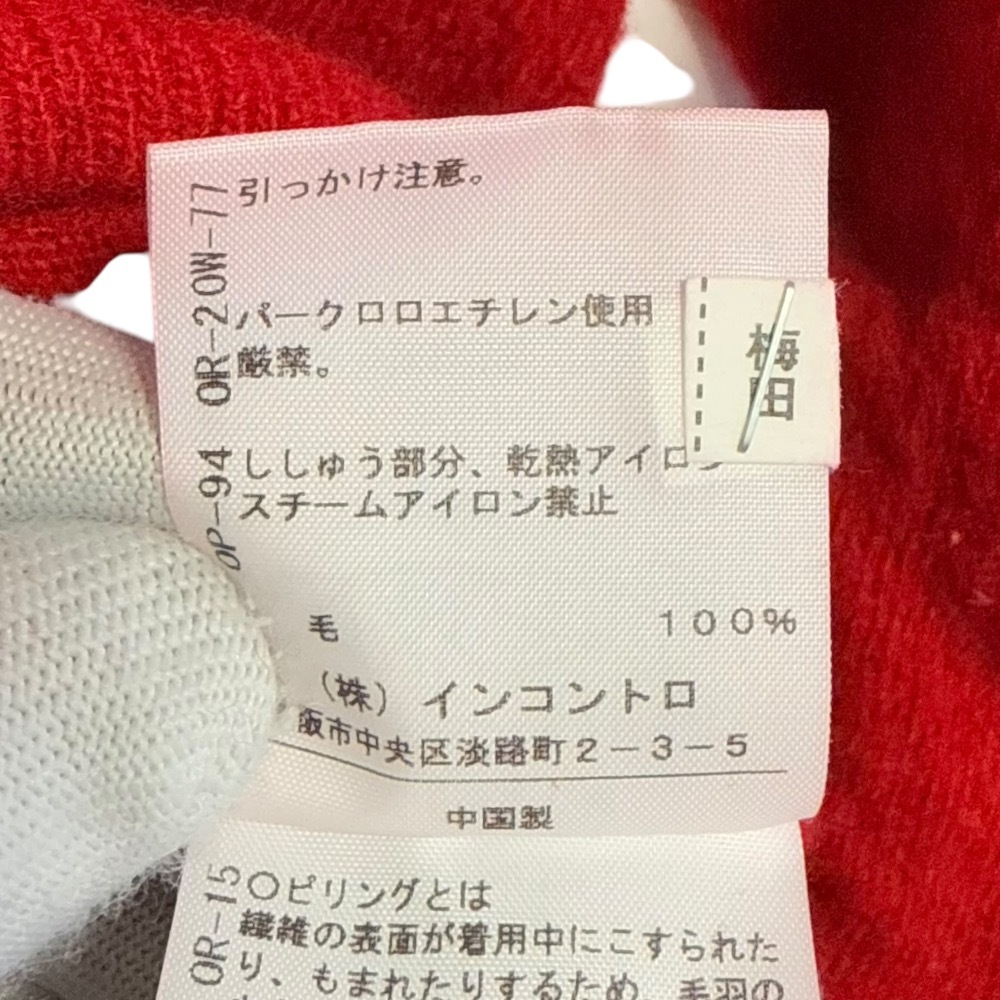 引っかけ注意。
パークロロエチレン使用
厳禁。
ししゅう部分、乾熱アイロン
スチームアイロン禁止
毛 100%
(株)インコントロ
阪市中央区淡路町2-3-5
中国製
OP-94 OR-20W-77
梅田
○ピリングとは
繊維の表面が着用中にこすられた
り、もまれたりするため、毛羽の
OR-15